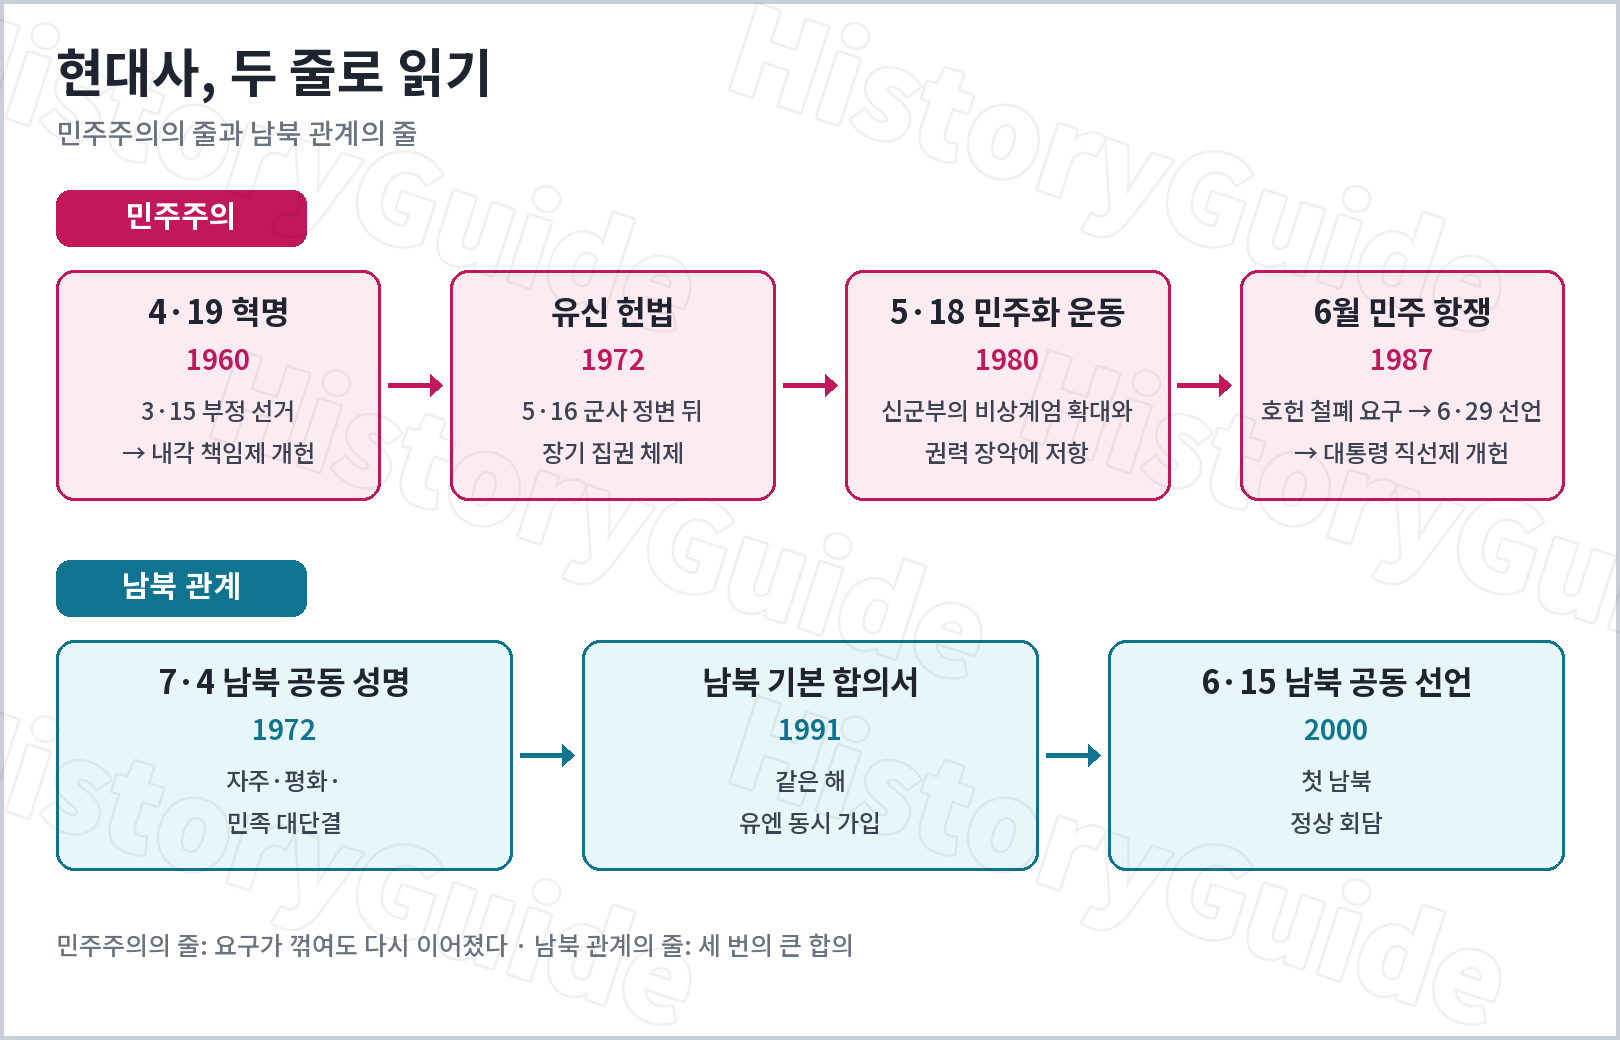 현대사, 두 줄로 읽기
민주주의의 줄과 남북 관계의 줄
민주주의
4·19 혁명
1960
3·15 부정 선거
→ 내각 책임제 개헌
유신 헌법
1972
5·16 군사 정변 뒤
장기 집권 체제
5·18 민주화 운동
1980
신군부의 비상계엄 확대와
권력 장악에 저항
6월 민주 항쟁
1987
호헌 철폐 요구 → 6·29 선언
→ 대통령 직선제 개헌
남북 관계
7·4 남북 공동 성명
1972
자주·평화·
민족 대단결
남북 기본 합의서
1991
같은 해
유엔 동시 가입
6·15 남북 공동 선언
2000
첫 남북
정상 회담
민주주의의 줄: 요구가 꺾여도 다시 이어졌다 · 남북 관계의 줄: 세 번의 큰 합의
HistoryGuide
HistoryGuide
HistoryGuide
HistoryGuide
HistoryGuide
HistoryGuide